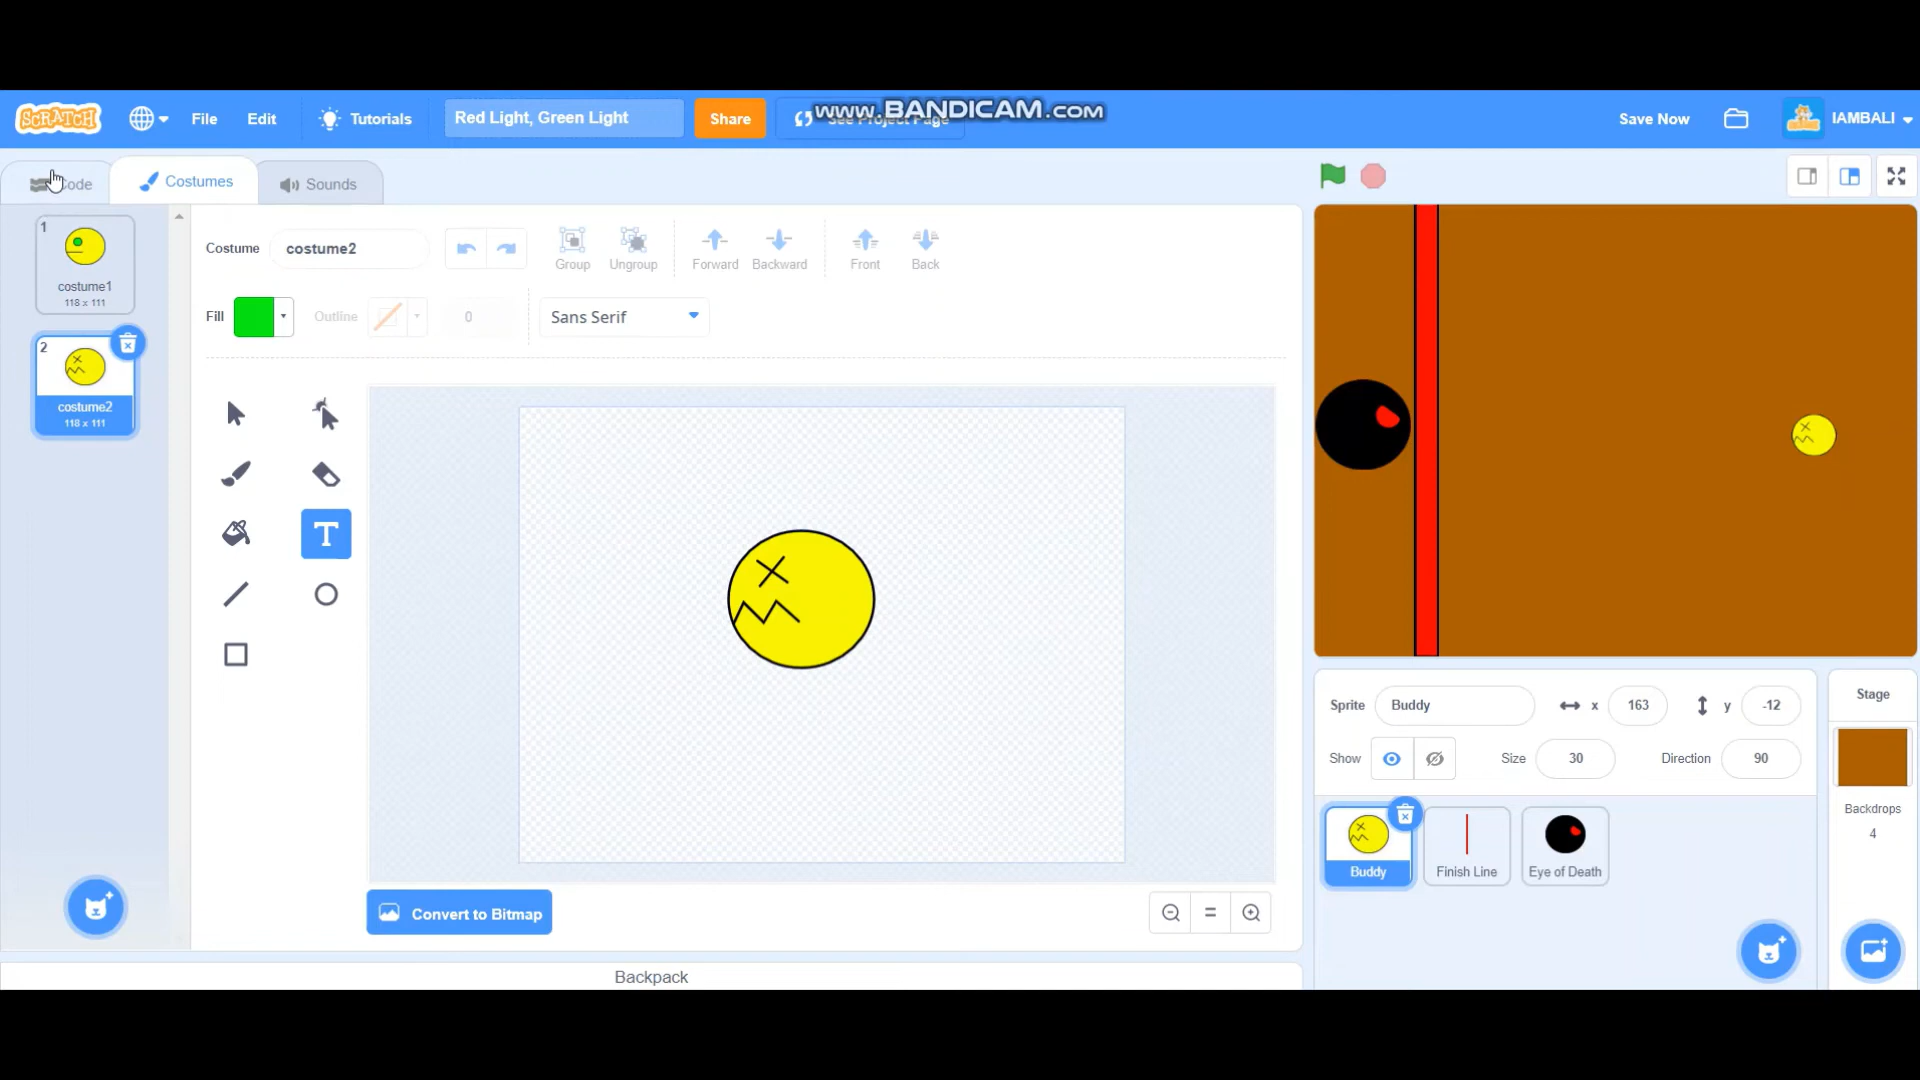 www.BANDICAM.com
SCRATCH
File
Edit
Tutorials
Red Light, Green Light
Share
See Project Page
Save Now
IAMBALI
Code
Costumes
Sounds
1
costume1
118 x 111
2
costume2
118 x 111
Costume
costume2
Group
Ungroup
Forward
Backward
Front
Back
Fill
Outline
0
Sans Serif
T
Convert to Bitmap
Backpack
Sprite
Buddy
x
163
y
-12
Show
Size
30
Direction
90
Buddy
Finish Line
Eye of Death
Stage
Backdrops
4